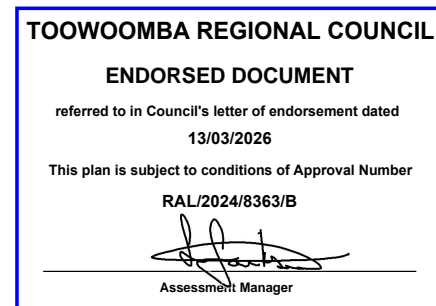 TOOWOOMBA REGIONAL COUNCIL
ENDORSED DOCUMENT
referred to in Council's letter of endorsement dated
13/03/2026
This plan is subject to conditions of Approval Number
RAL/2024/8363/B
Assessment Manager